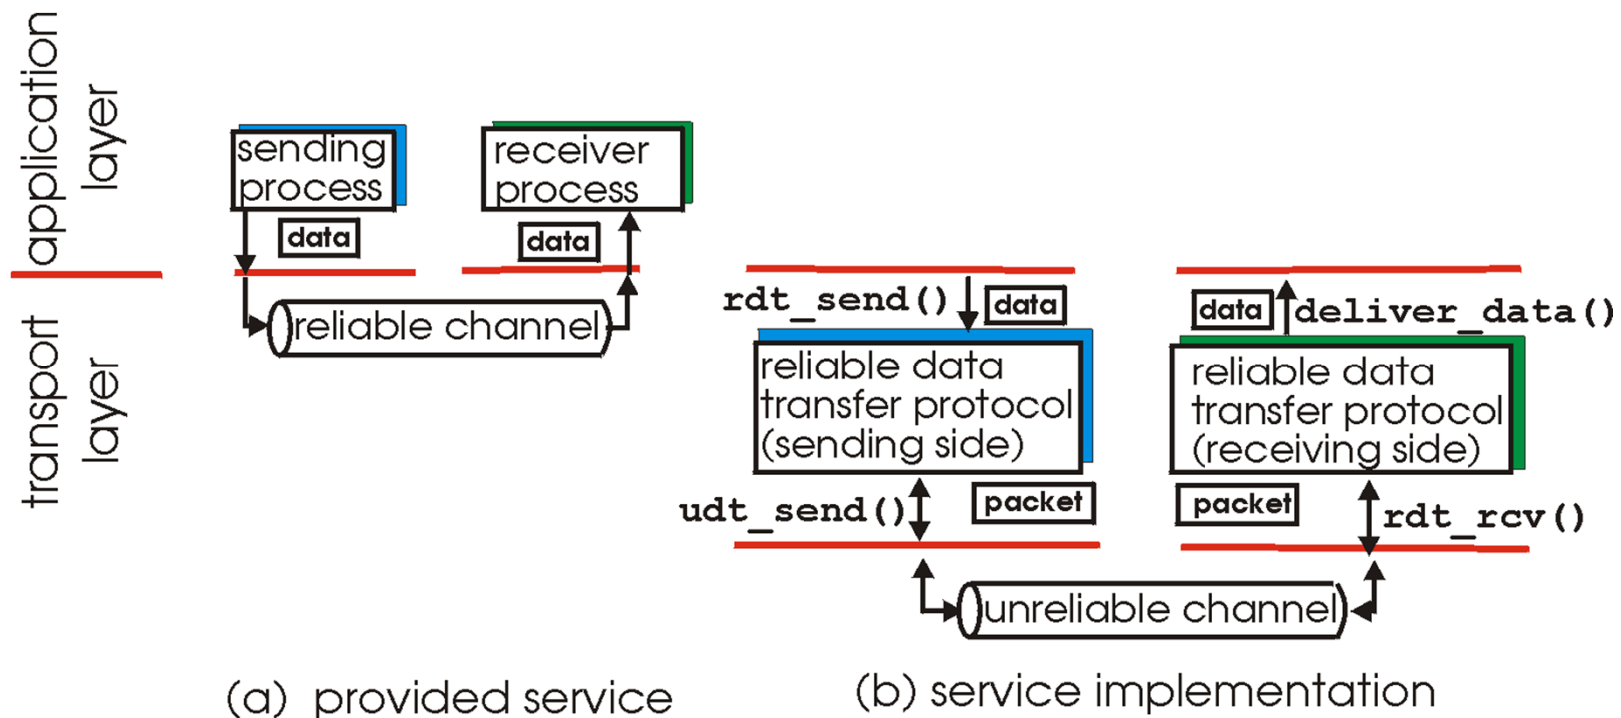 application
layer
transport
layer
sending
process
data
receiver
process
data
reliable channel
(a) provided service
rdt_send()
data
reliable data
transfer protocol
(sending side)
udt_send()
packet
data
deliver_data()
reliable data
transfer protocol
(receiving side)
packet
rdt_rcv()
unreliable channel
(b) service implementation